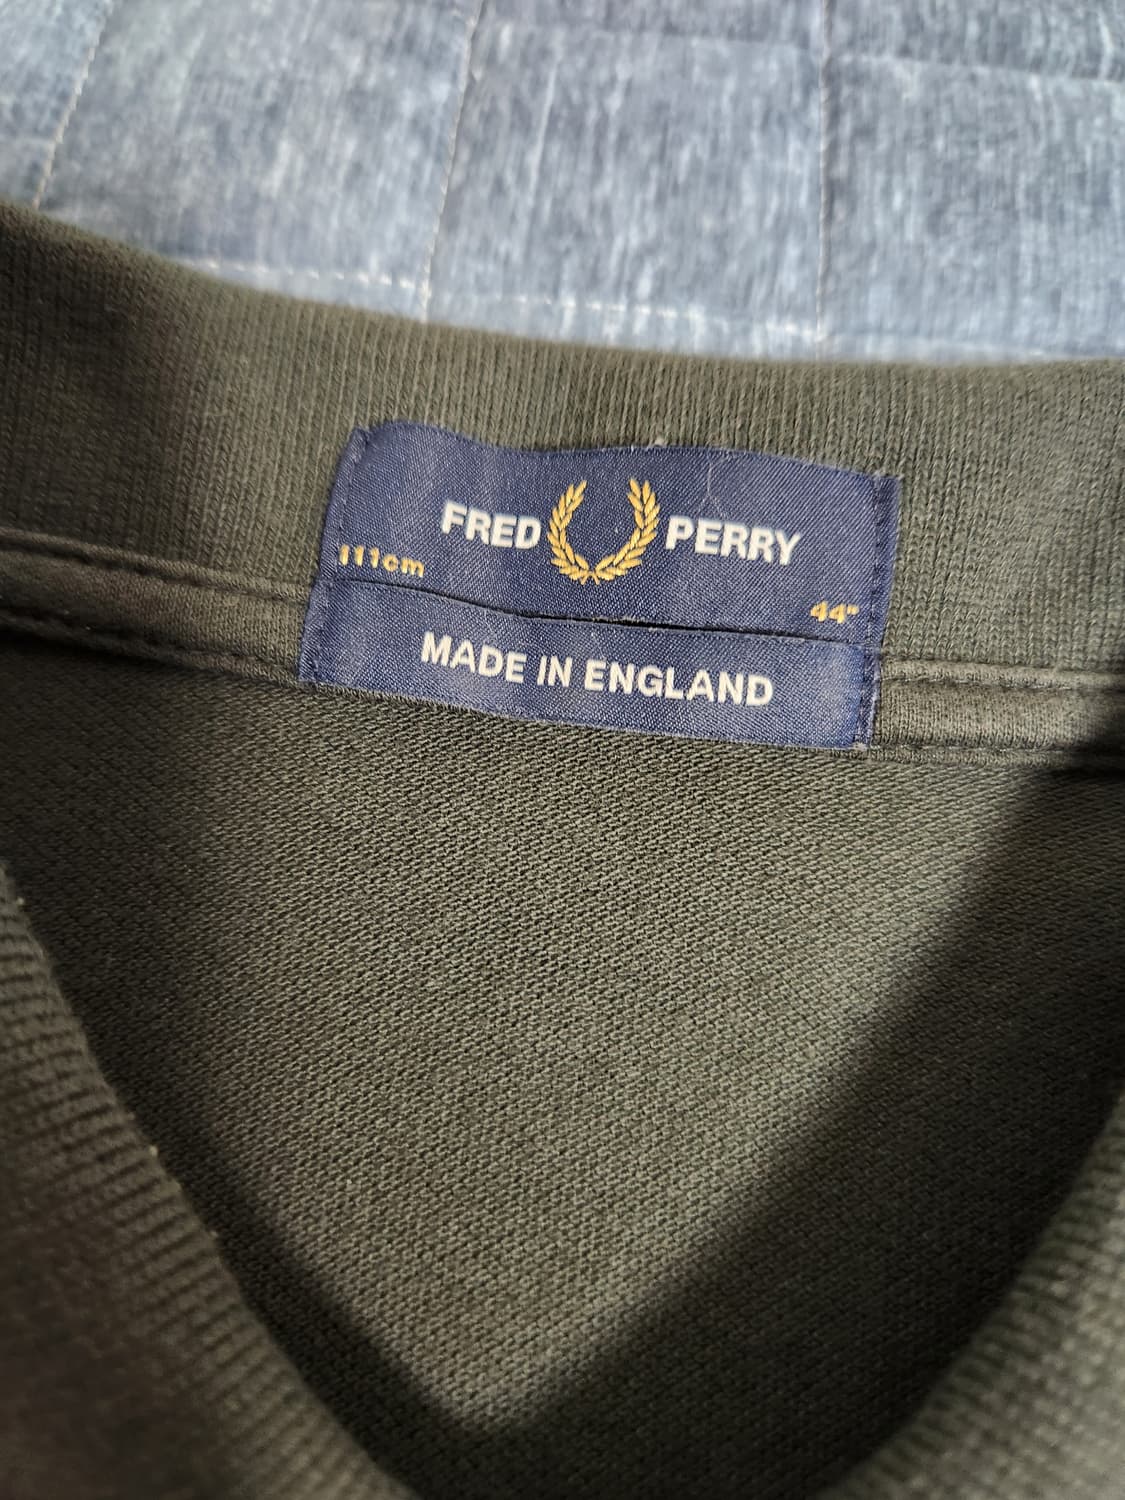 FRED PERRY
111cm
44"
MADE IN ENGLAND